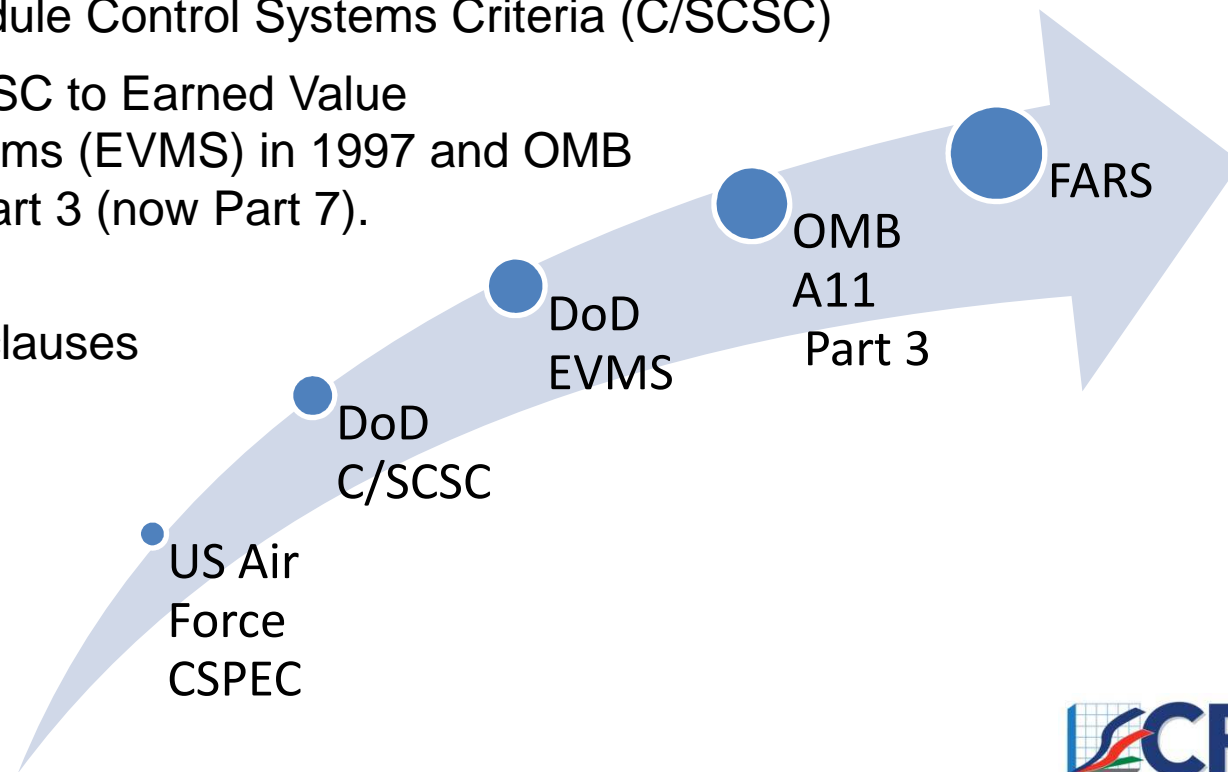 dule Control Systems Criteria (C/SCSC)
SC to Earned Value
ms (EVMS) in 1997 and OMB
art 3 (now Part 7).
lauses
FARS
OMB
A11
Part 3
DoD
EVMS
DoD
C/SCSC
US Air
Force
CSPEC